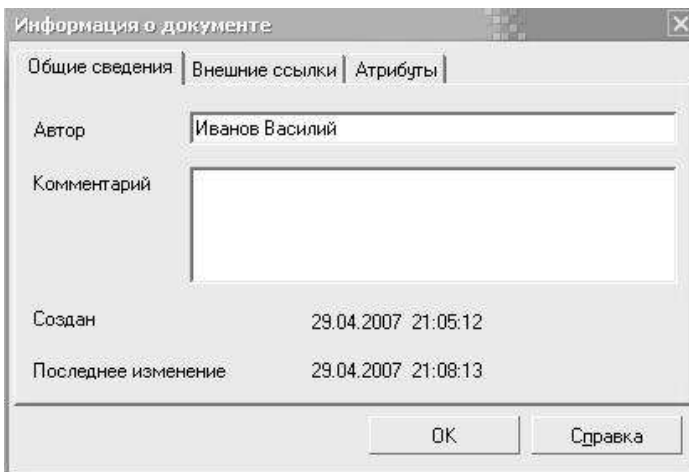 Информация о документе
Общие сведения Внешние ссылки Атрибуты
Автор Иванов Василий
Комментарий
Создан 29.04.2007 21:05:12
Последнее изменение 29.04.2007 21:08:13
OK Справка